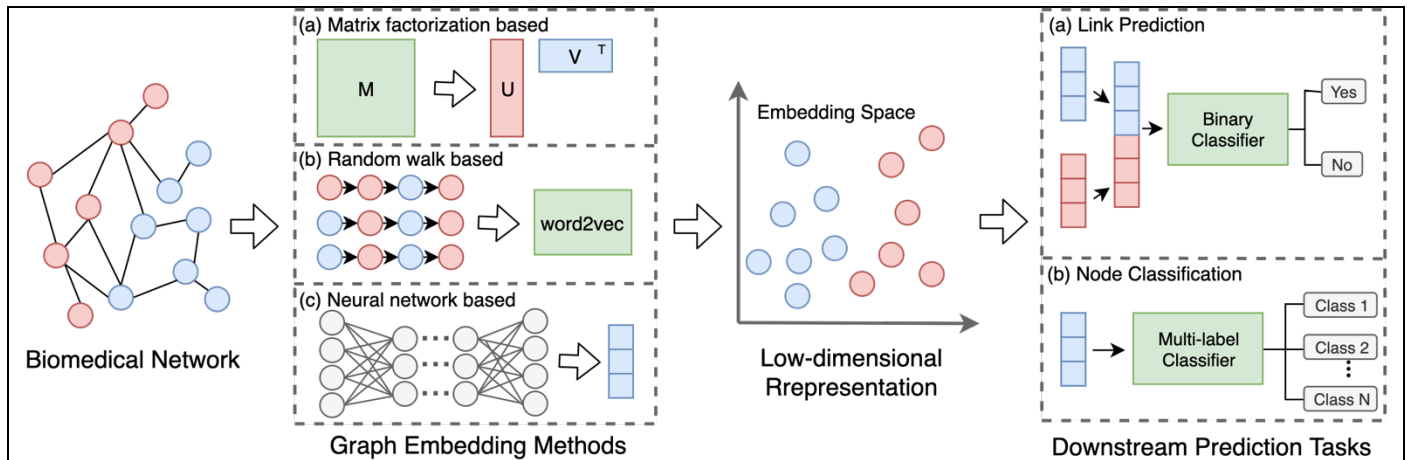 (a) Matrix factorization based
M
U
V T
(b) Random walk based
word2vec
(c) Neural network based
Biomedical Network
Graph Embedding Methods
Embedding Space
Low-dimensional
Rrepresentation
(a) Link Prediction
Binary
Classifier
Yes
No
(b) Node Classification
Multi-label
Classifier
Class 1
Class 2
Class N
Downstream Prediction Tasks